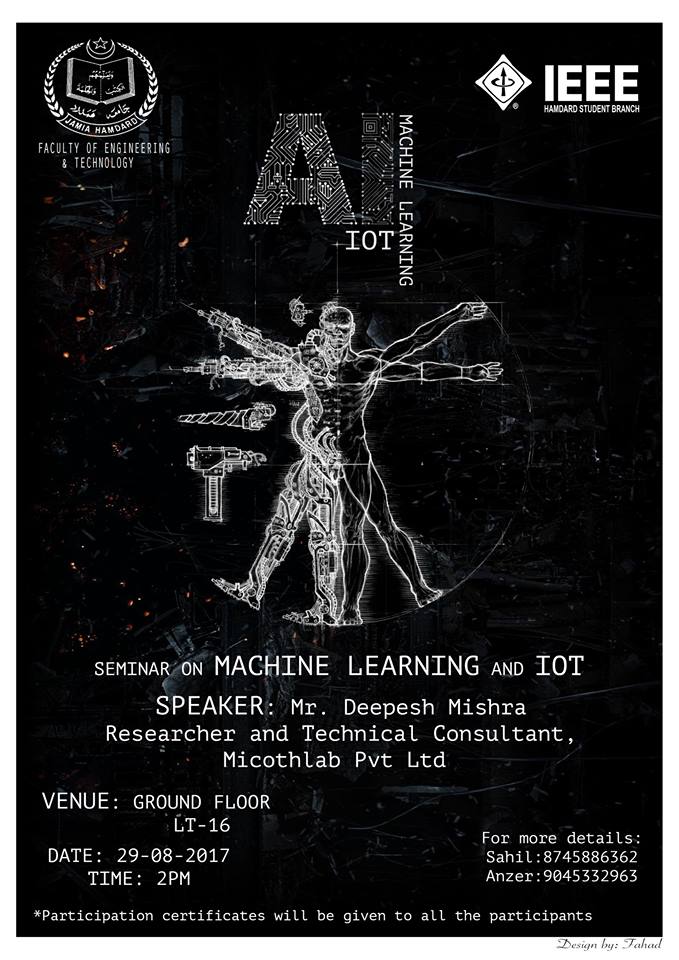 JAMIA HAMDARD
FACULTY OF ENGINEERING
& TECHNOLOGY
IEEE
HAMDARD STUDENT BRANCH
®
AI
MACHINE LEARNING
IOT
SEMINAR ON MACHINE LEARNING AND IOT
SPEAKER: Mr. Deepesh Mishra
Researcher and Technical Consultant,
Micothlab Pvt Ltd
VENUE: GROUND FLOOR
LT-16
DATE: 29-08-2017
TIME: 2PM
For more details:
Sahil:8745886362
Anzer:9045332963
*Participation certificates will be given to all the participants
Design by: Fahad